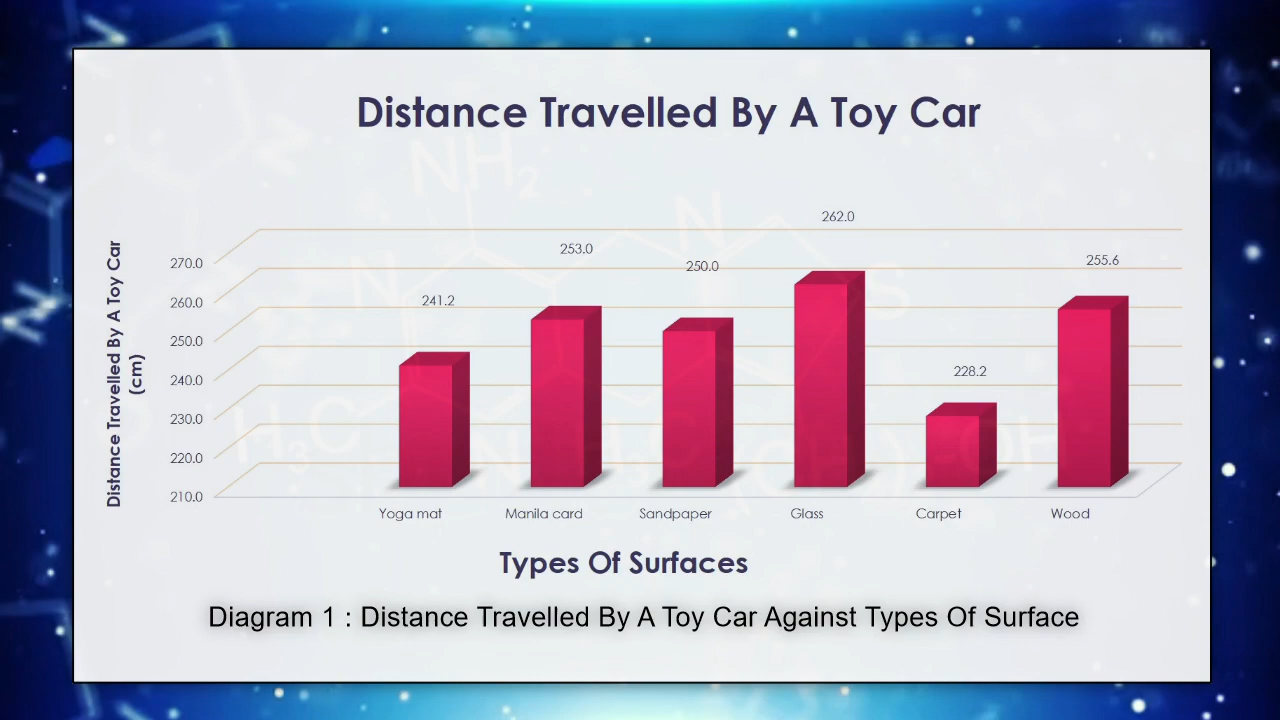 Distance Travelled By A Toy Car
Distance Travelled By A Toy Car
(cm)
270.0
260.0
250.0
240.0
230.0
220.0
210.0
241.2
253.0
250.0
262.0
228.2
255.6
Yoga mat
Manila card
Sandpaper
Glass
Carpet
Wood
Types Of Surfaces
Diagram 1 : Distance Travelled By A Toy Car Against Types Of Surface
NH2
N
N
S
H3C
N
OH